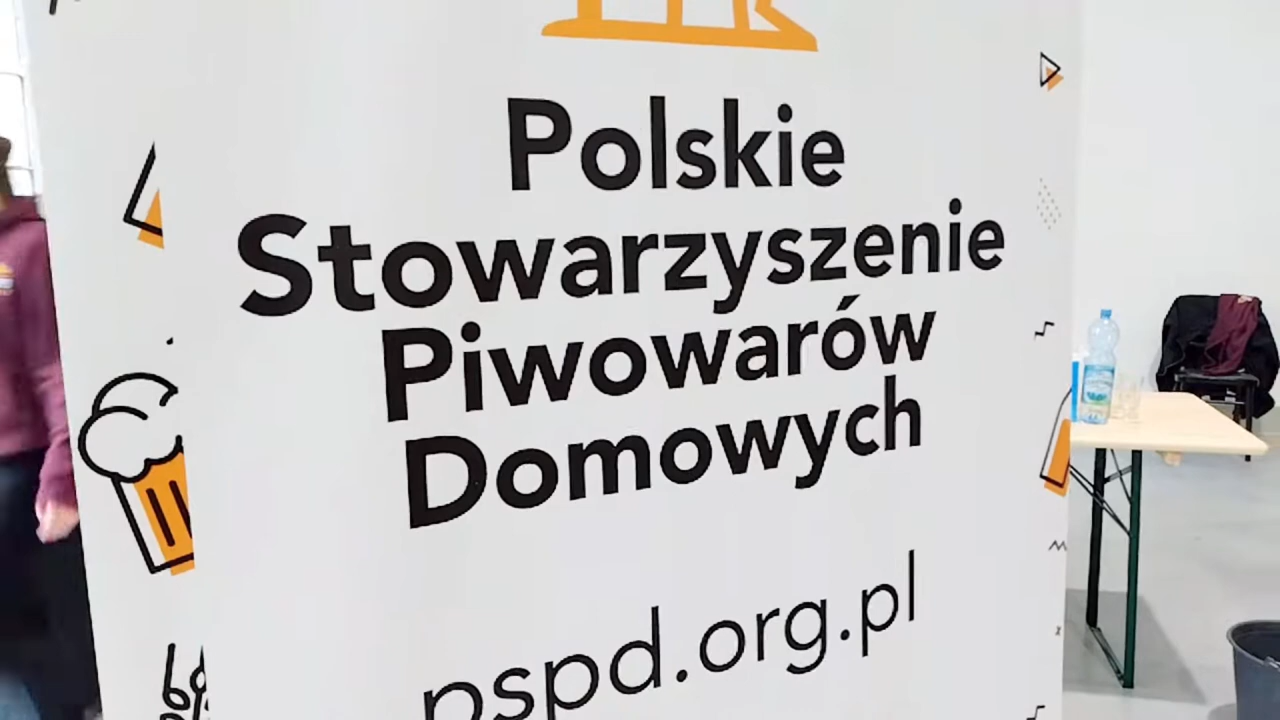 Polskie
Stowarzyszenie
Piwowarów
Domowych
pspd.org.pl